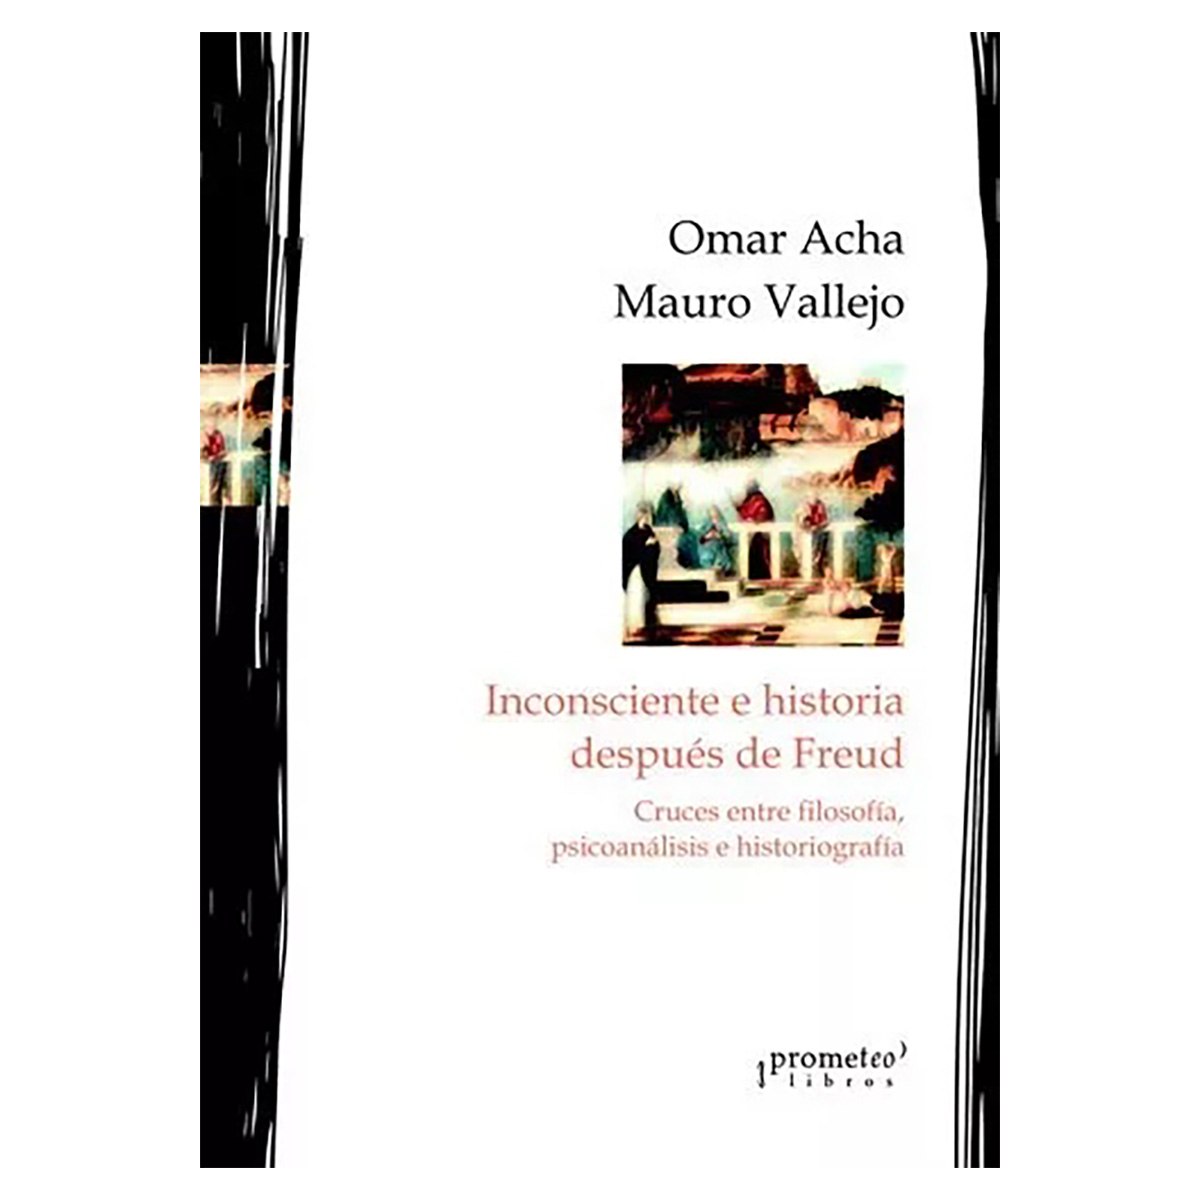 Omar Acha
Mauro Vallejo
Inconsciente e historia
después de Freud
Cruces entre filosofía,
psicoanálisis e historiografía
prometeo
libros